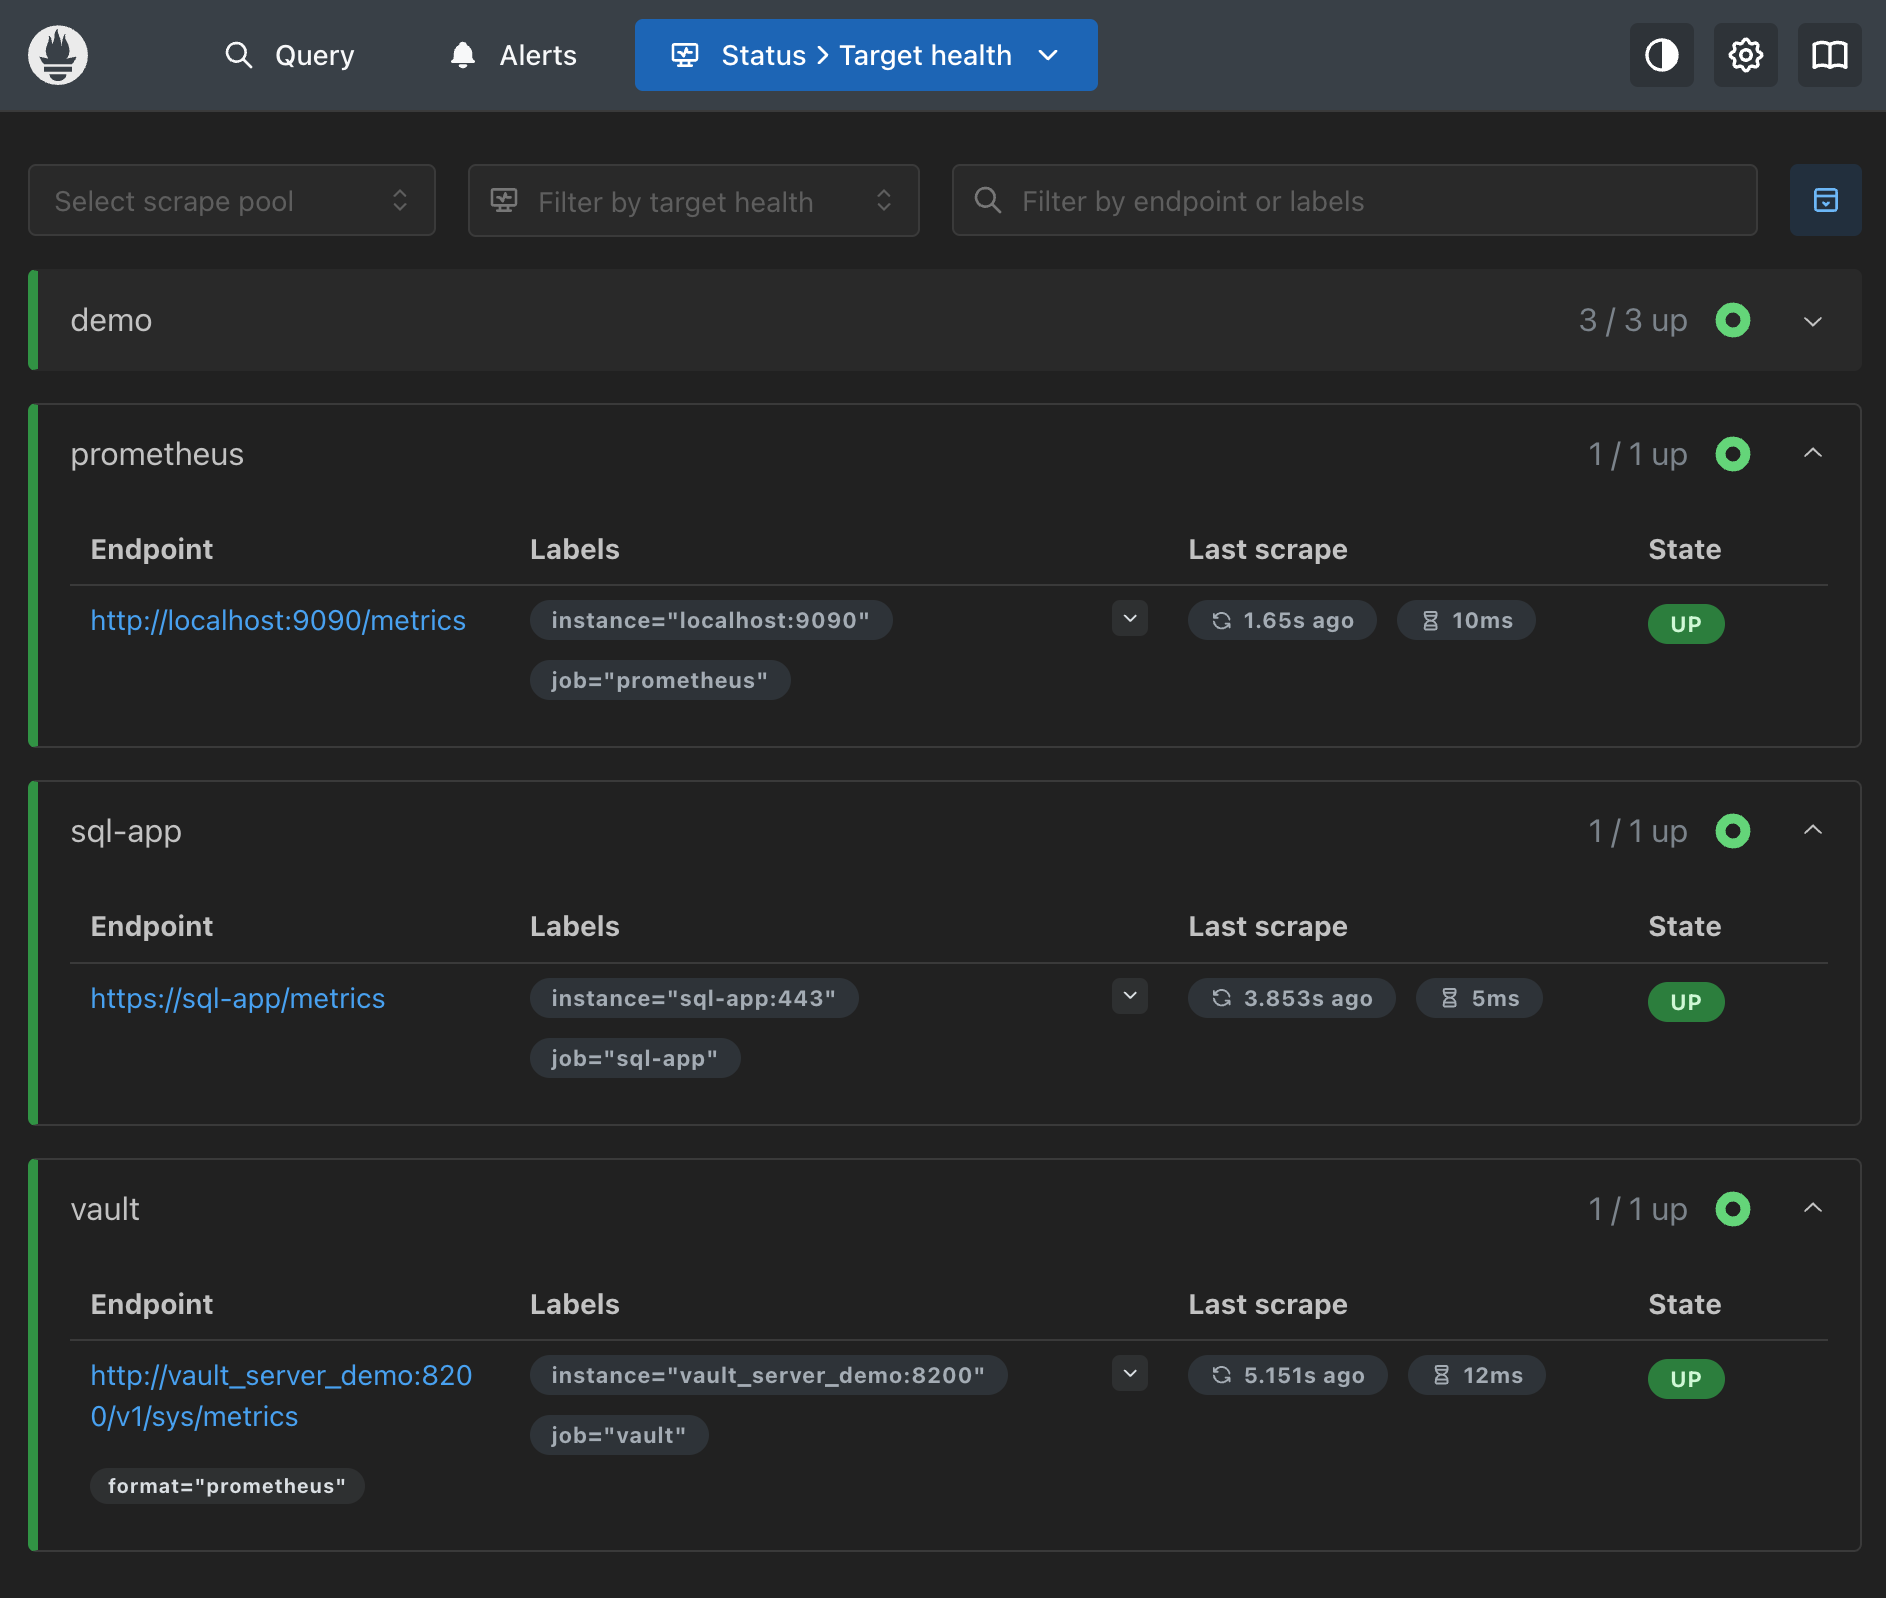 Query
Alerts
Status > Target health
Select scrape pool
Filter by target health
Filter by endpoint or labels
demo
3 / 3 up
prometheus
1 / 1 up
Endpoint Labels Last scrape State
http://localhost:9090/metrics instance="localhost:9090" 1.65s ago 10ms UP
job="prometheus"
sql-app
1 / 1 up
Endpoint Labels Last scrape State
https://sql-app/metrics instance="sql-app:443" 3.853s ago 5ms UP
job="sql-app"
vault
1 / 1 up
Endpoint Labels Last scrape State
http://vault_server_demo:820 instance="vault_server_demo:8200" 5.151s ago 12ms UP
0/v1/sys/metrics
job="vault"
format="prometheus"